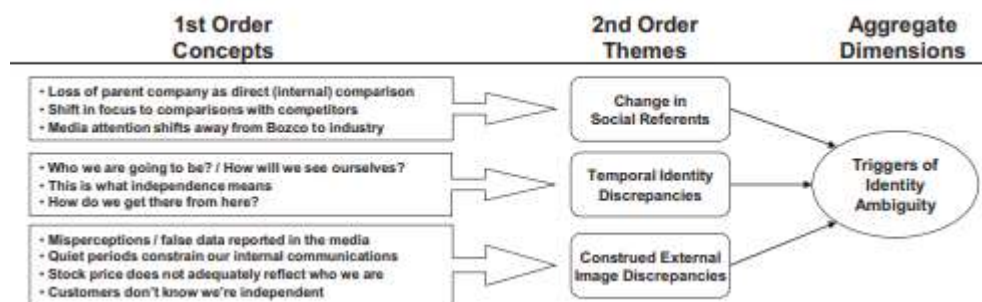 1st Order
Concepts
2nd Order
Themes
Aggregate
Dimensions
• Loss of parent company as direct (internal) comparison
• Shift in focus to comparisons with competitors
• Media attention shifts away from Bozco to industry
Change in
Social Referents
• Who we are going to be? / How will we see ourselves?
• This is what independence means
• How do we get there from here?
Temporal Identity
Discrepancies
Triggers of
Identity
Ambiguity
• Misperceptions / false data reported in the media
• Quiet periods constrain our internal communications
• Stock price does not adequately reflect who we are
• Customers don't know we're independent
Construed External
Image Discrepancies